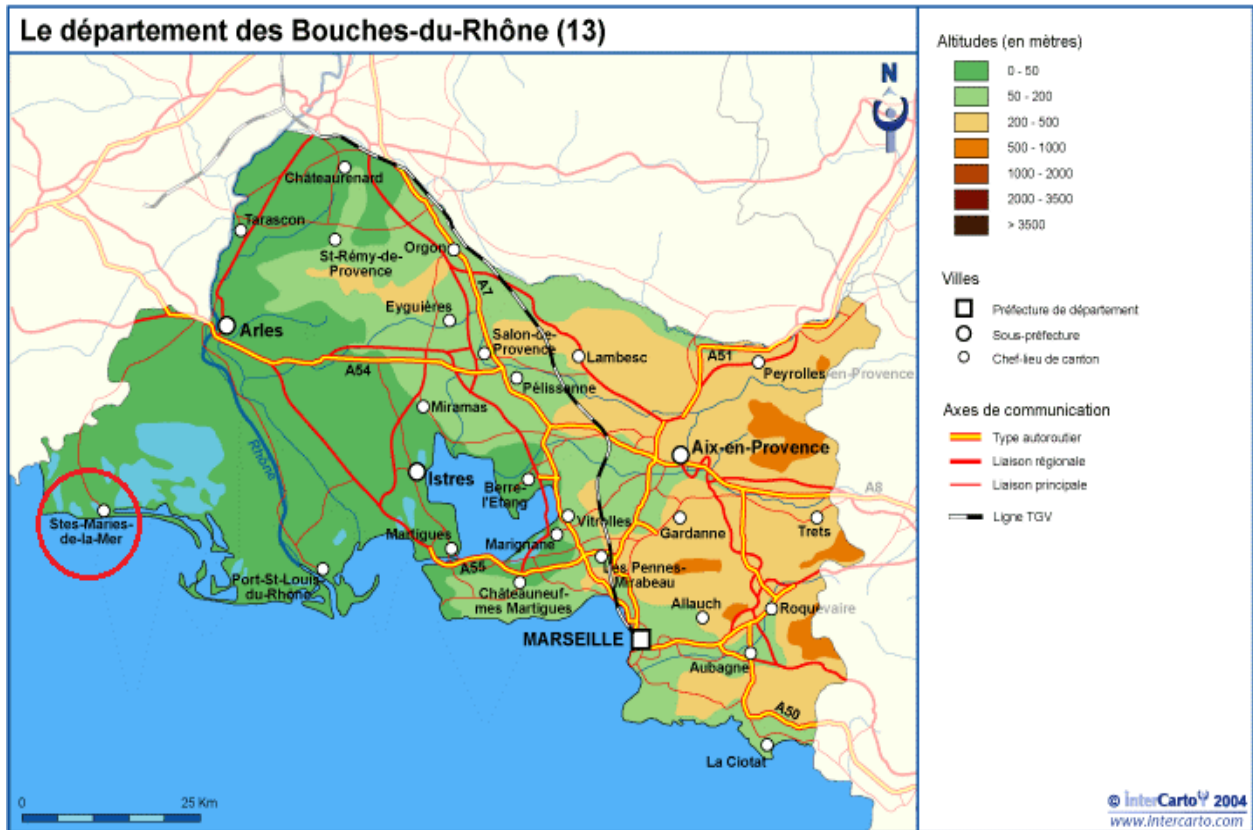 Le département des Bouches-du-Rhône (13)
N
Châteaurenard
Tarascon
St-Rémy-de-
Provence
Orgon
A7
Eyguières
Arles
Salon-de-
Provence
Lambesc
A51
Peyrolles-en-Provence
A54
Pélissanne
Miramas
Rhône
Aix-en-Provence
Istres
Berre-
l'Etang
A8
Stes-Maries-
de-la-Mer
Vitrolles
Martigues
Marignane
Gardanne
Trets
A55
Les Pennes-
Mirabeau
Port-St-Louis-
du-Rhône
Châteauneuf-
mes Martigues
Allauch
Roquevaire
MARSEILLE
Aubagne
A50
La Ciotat
0 25 Km
Altitudes (en mètres)
0 - 50
50 - 200
200 - 500
500 - 1000
1000 - 2000
2000 - 3500
> 3500
Villes
Préfecture de département
Sous-préfecture
Chef-lieu de canton
Axes de communication
Type autoroutier
Liaison régionale
Liaison principale
Ligne TGV
© InterCarto 2004
www.intercarto.com